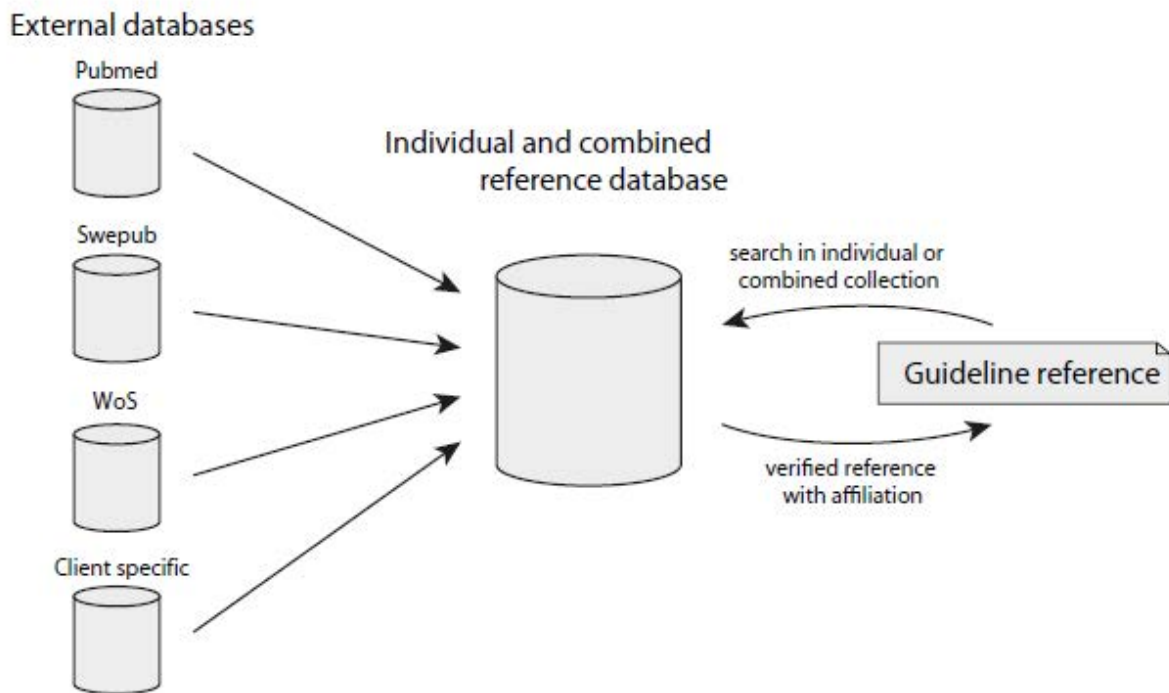 External databases
Pubmed
Swepub
WoS
Client specific
Individual and combined
reference database
search in individual or
combined collection
Guideline reference
verified reference
with affiliation